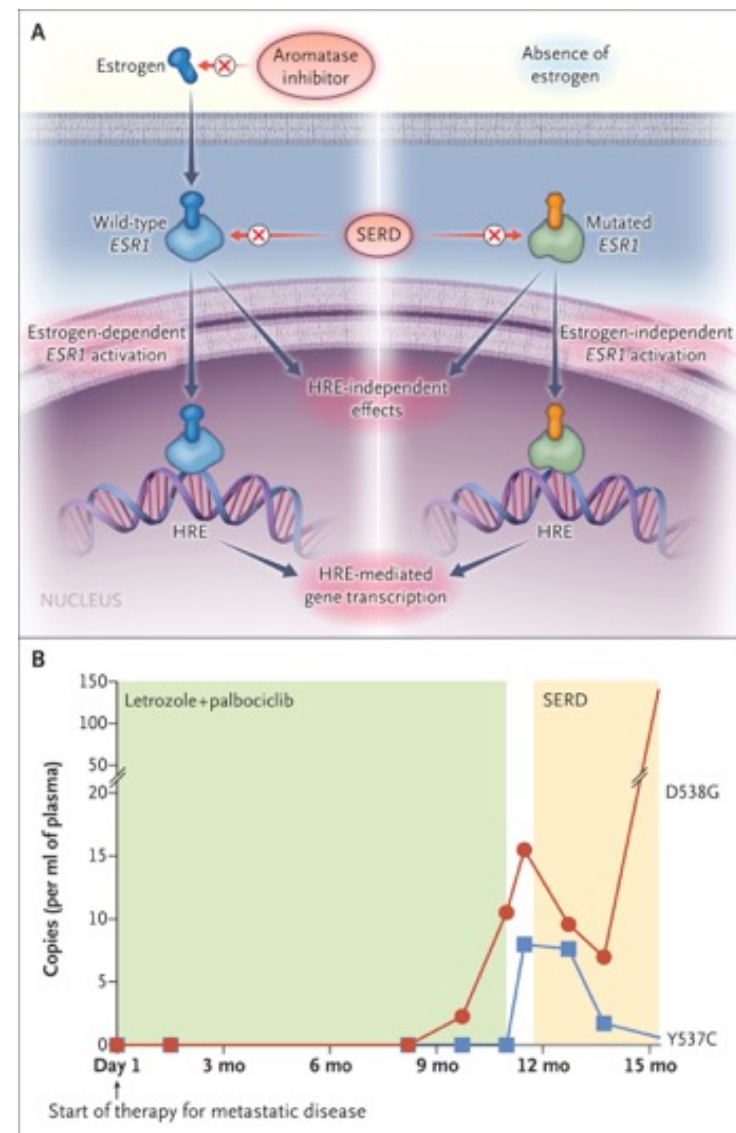 A
Estrogen
Aromatase
inhibitor
Absence of
estrogen
Wild-type
ESR1
SERD
Mutated
ESR1
Estrogen-dependent
ESR1 activation
Estrogen-independent
ESR1 activation
HRE-independent
effects
HRE
HRE
HRE-mediated
gene transcription
NUCLEUS
B
Copies (per ml of plasma)
150
100
50
20
15
10
5
0
Letrozole+palbociclib
SERD
D538G
Y537C
Day 1
3 mo
6 mo
9 mo
12 mo
15 mo
Start of therapy for metastatic disease